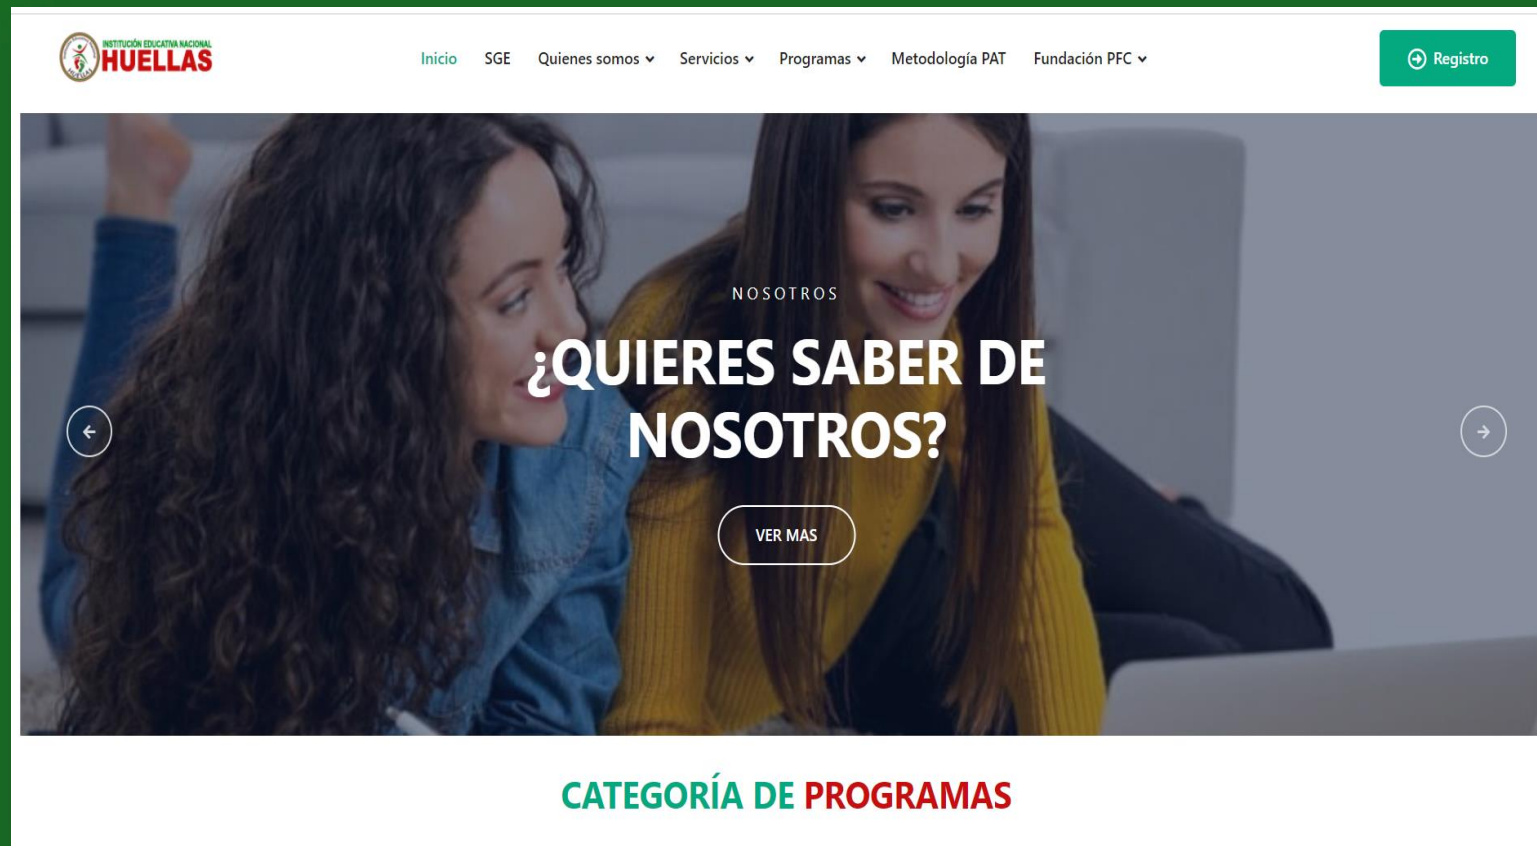 INSTITUCIÓN EDUCATIVA NACIONAL
HUELLAS
Inicio SGE Quienes somos Servicios Programas Metodología PAT Fundación PFC Registro
NOSOTROS
¿QUIERES SABER DE
NOSOTROS?
VER MAS
CATEGORÍA DE PROGRAMAS